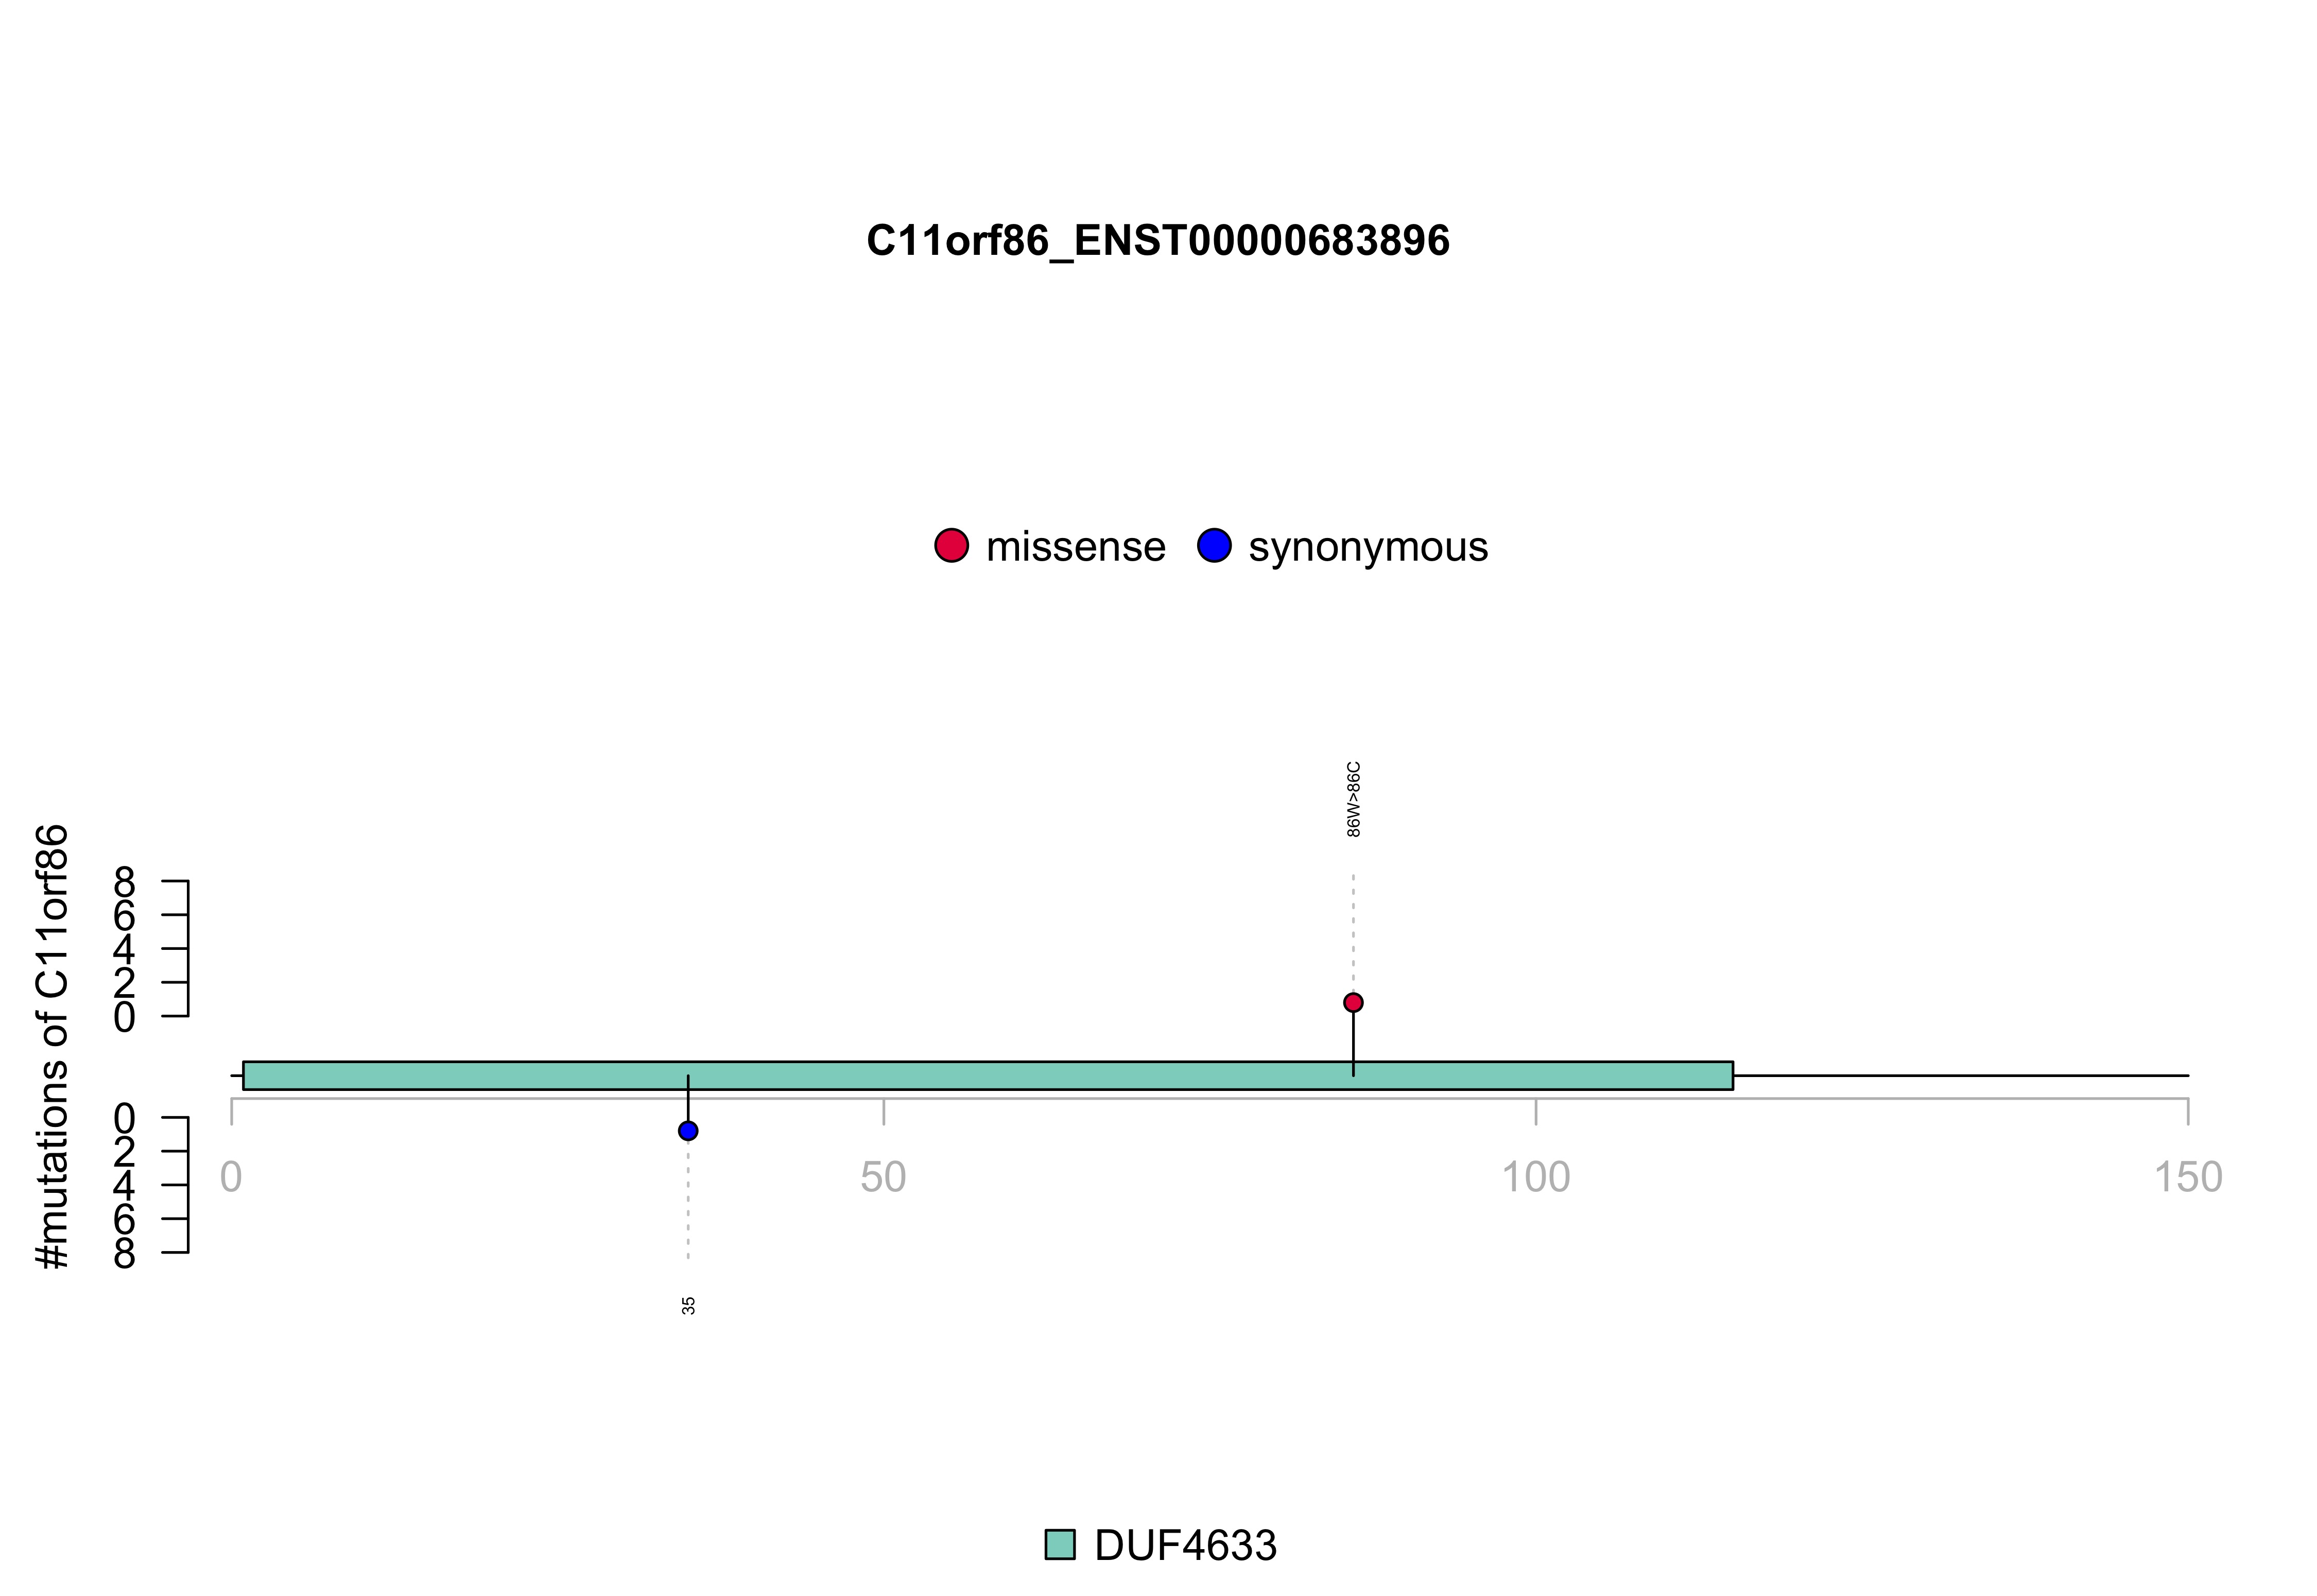 C11orf86_ENST00000683896
missense
synonymous
86W>86C
#mutations of C11orf86
8
6
4
2
0
0
2
4
6
8
0
50
100
150
35
DUF4633